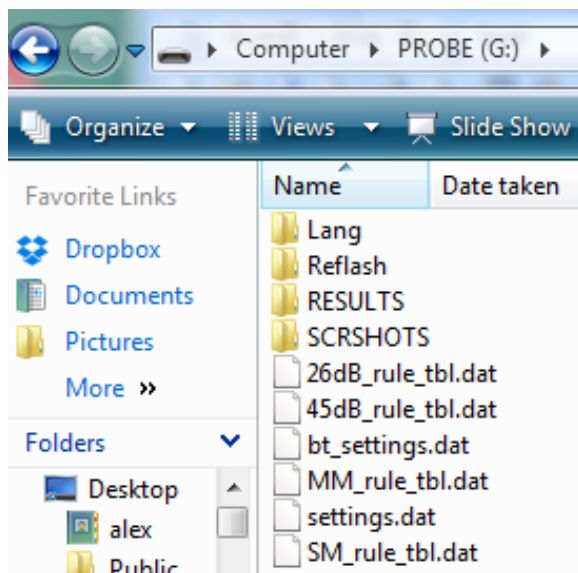 Computer PROBE (G:)
Organize Views Slide Show
Favorite Links
Dropbox
Documents
Pictures
More »
Folders
Desktop
alex
Public
Name Date taken
Lang
Reflash
RESULTS
SCRSHOTS
26dB_rule_tbl.dat
45dB_rule_tbl.dat
bt_settings.dat
MM_rule_tbl.dat
settings.dat
SM_rule_tbl.dat